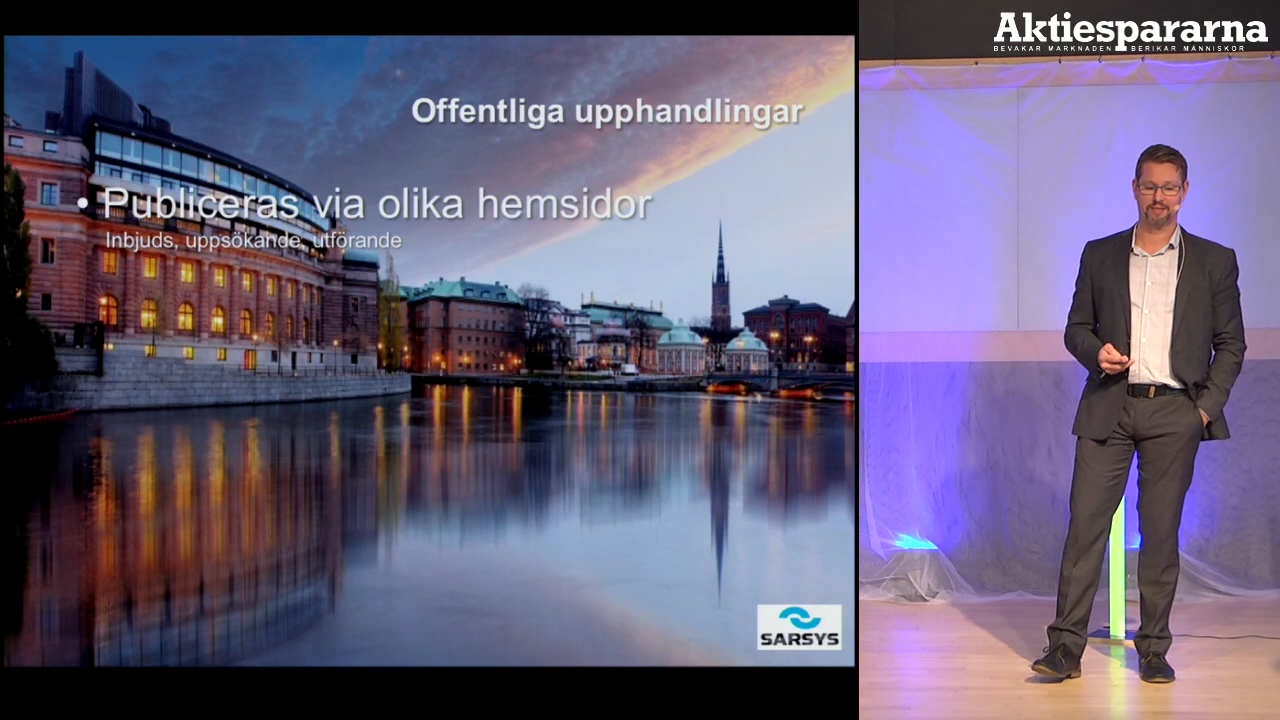 Offentliga upphandlingar
• Publiceras via olika hemsidor
Inbjuds, uppsökande, utförande
SARSYS
Aktiespararna
BEVAKAR MARKNADEN BERIKAR MÄNNISKOR